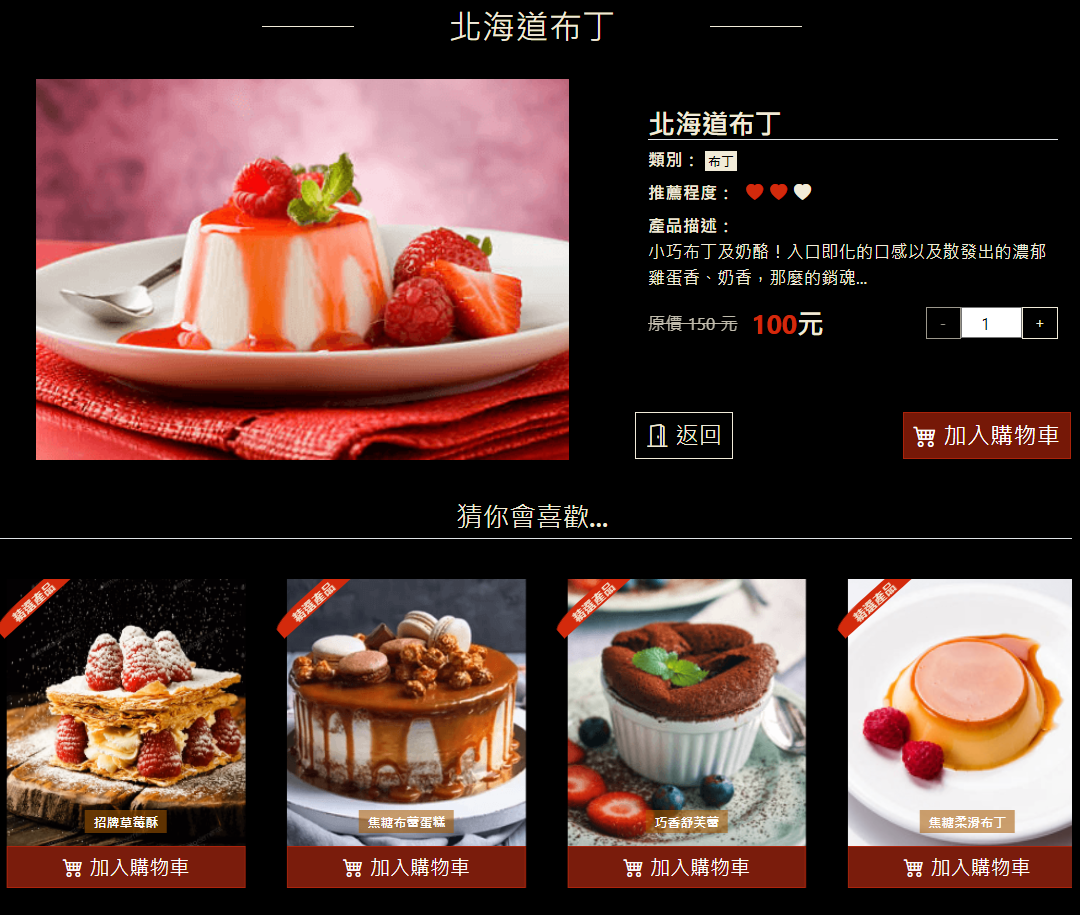 北海道布丁
北海道布丁
類別： 布丁
推薦程度：
產品描述：
小巧布丁及奶酪！入口即化的口感以及散發出的濃郁
雞蛋香、奶香，那麼的銷魂...
原價 150 元 100元 - 1 +
返回 加入購物車
猜你會喜歡...
精選產品 精選產品 精選產品 精選產品
招牌草莓酥 焦糖布蕾蛋糕 巧香舒芙蕾 焦糖柔滑布丁
加入購物車 加入購物車 加入購物車 加入購物車